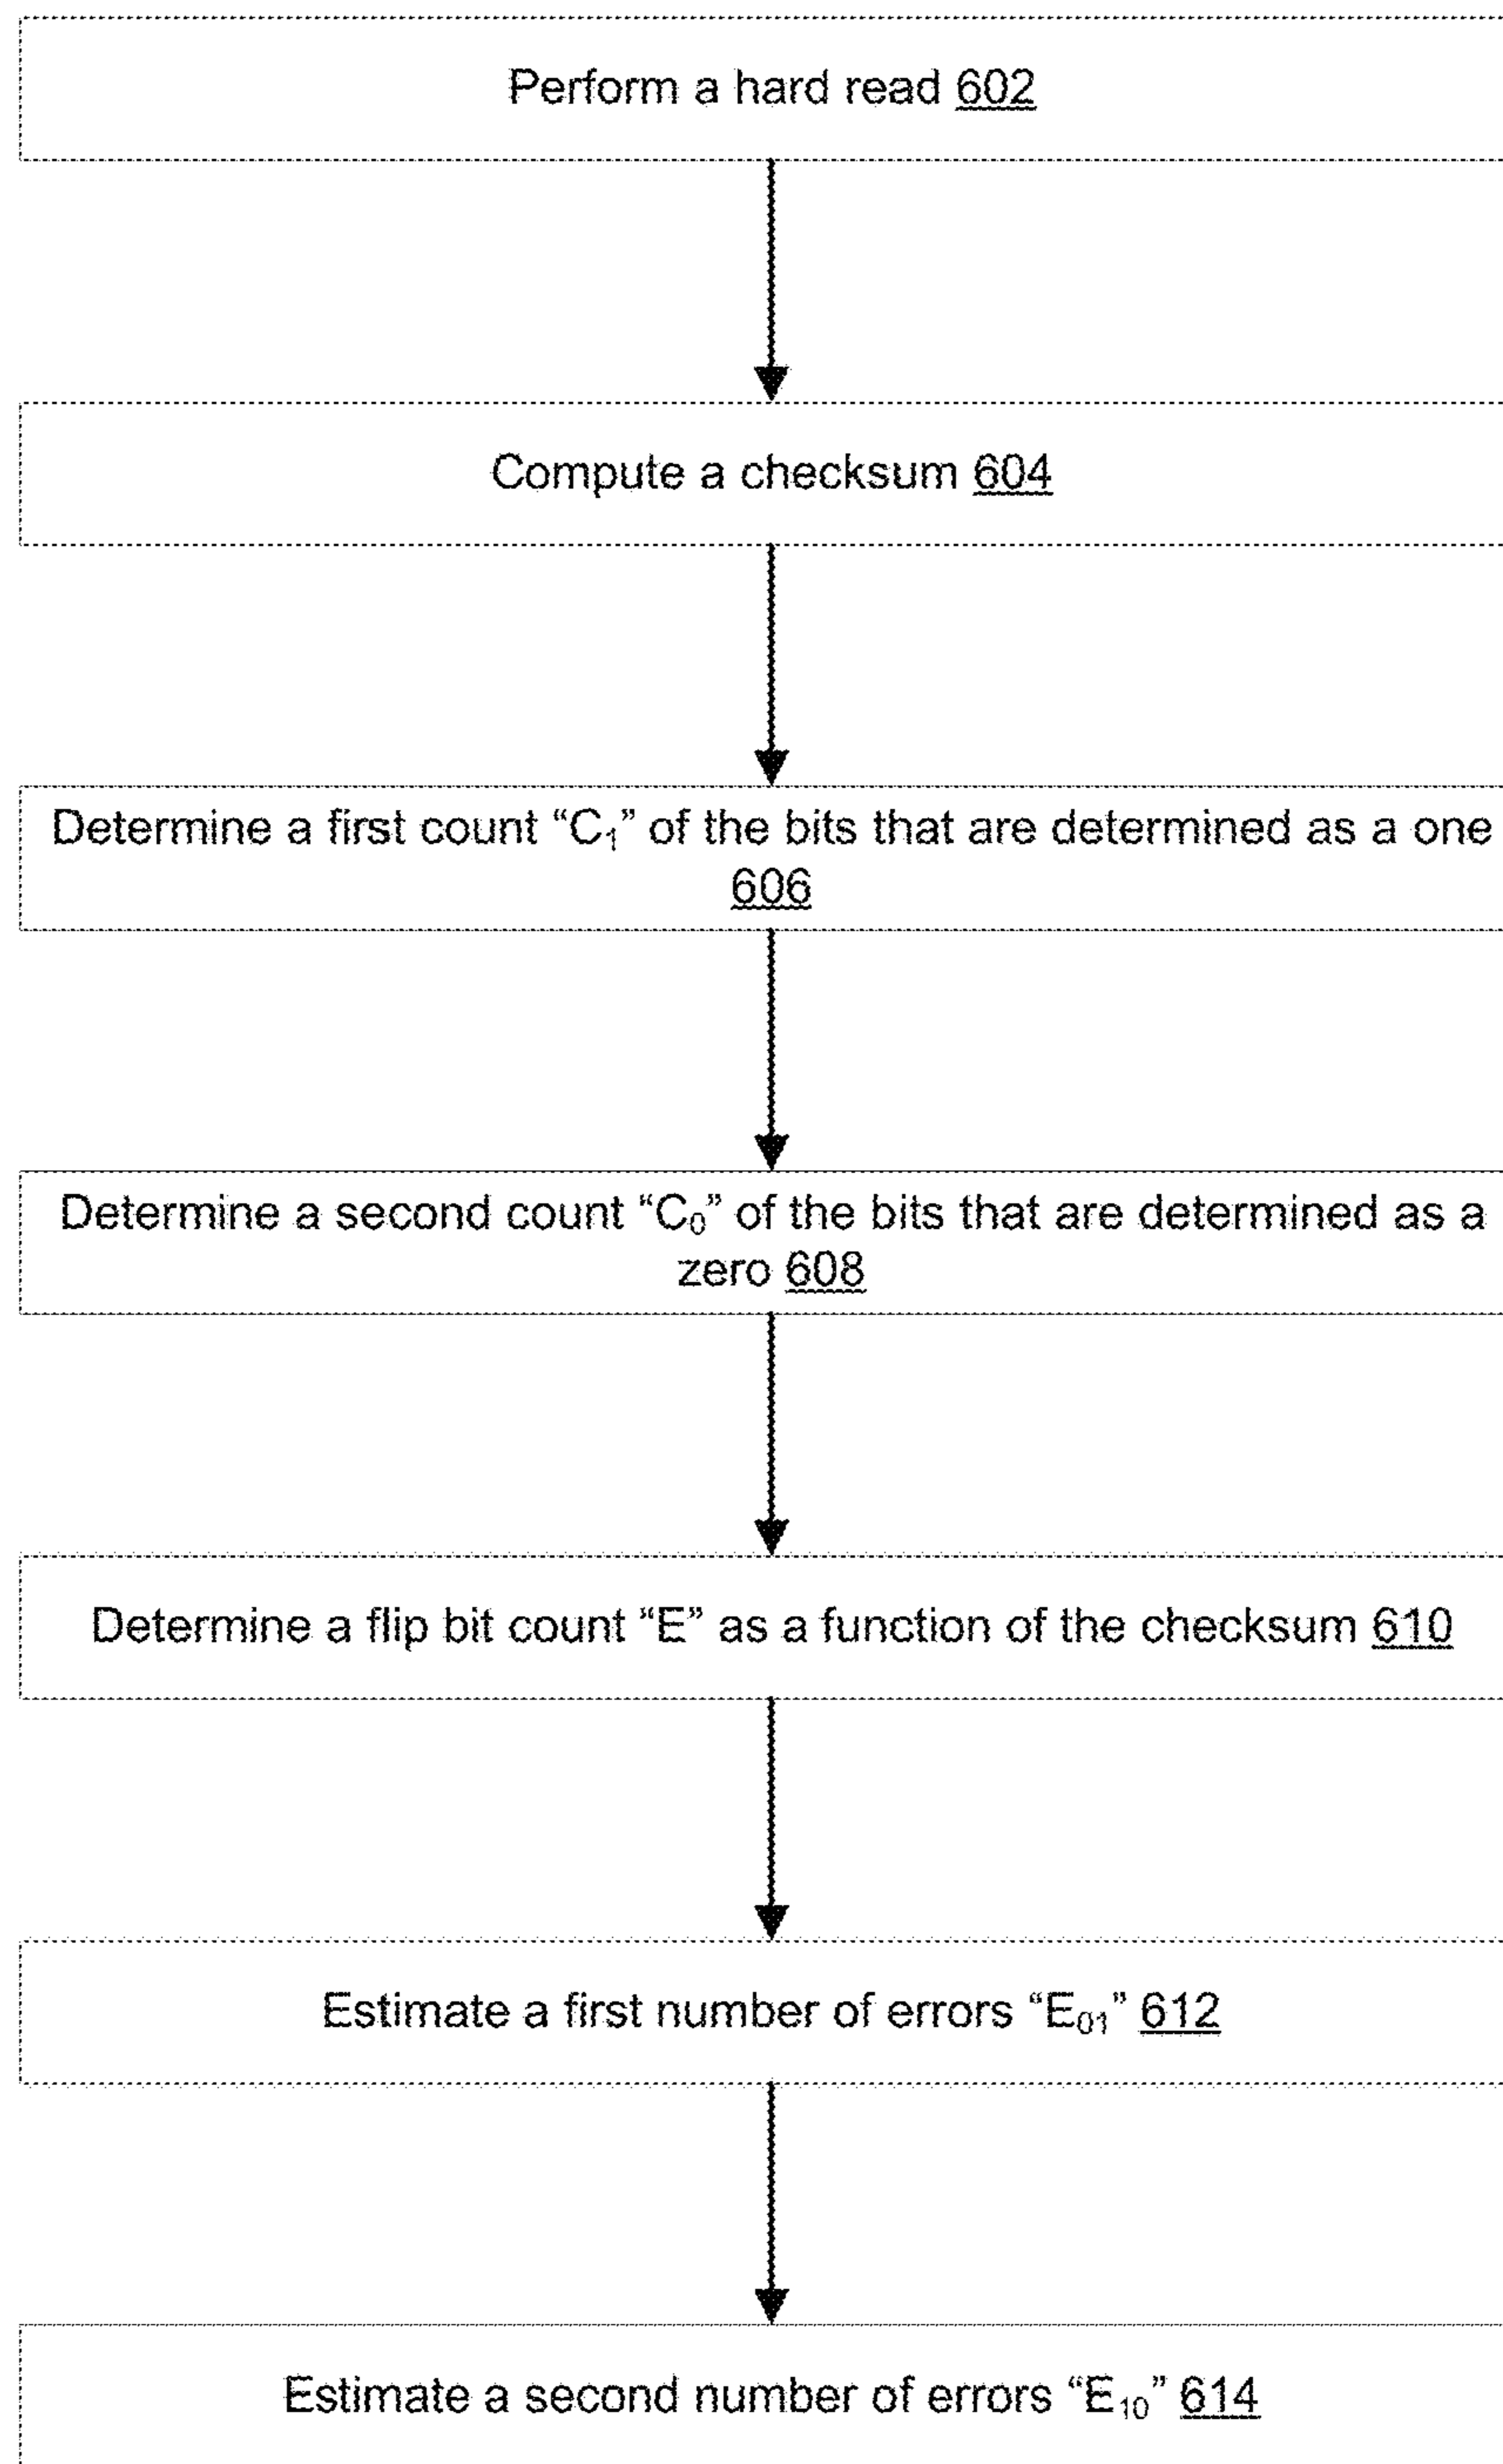 Perform a hard read 602
Compute a checksum 604
Determine a first count “C₁” of the bits that are determined as a one
606
Determine a second count “C₀” of the bits that are determined as a
zero 608
Determine a flip bit count “E” as a function of the checksum 610
Estimate a first number of errors “E₀₁” 612
Estimate a second number of errors “E₁₀” 614